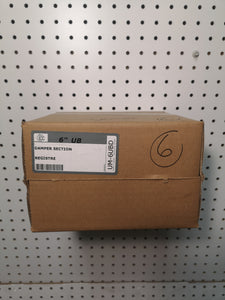 6" UB
DAMPER SECTION
REGISTRE
UM-6UBD
6